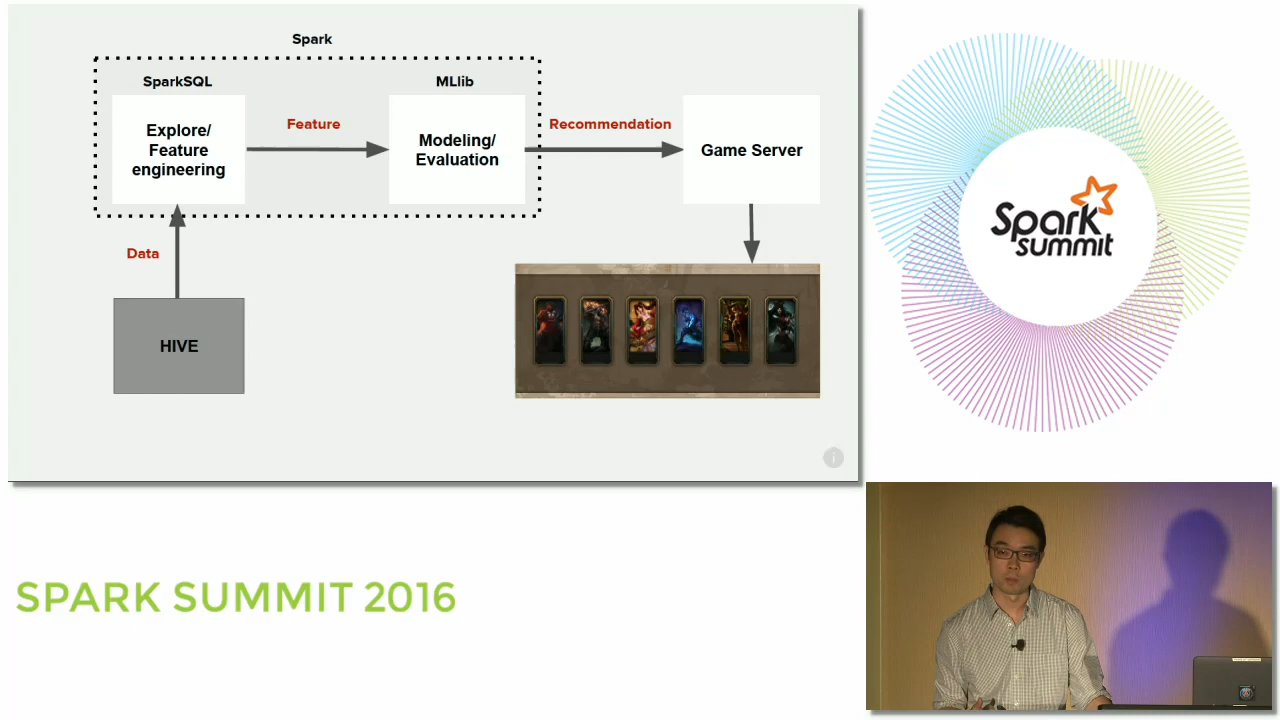 Spark
SparkSQL
MLlib
Explore/
Feature
engineering
Feature
Modeling/
Evaluation
Recommendation
Game Server
Data
HIVE
i
Spark
summit
SPARK SUMMIT 2016